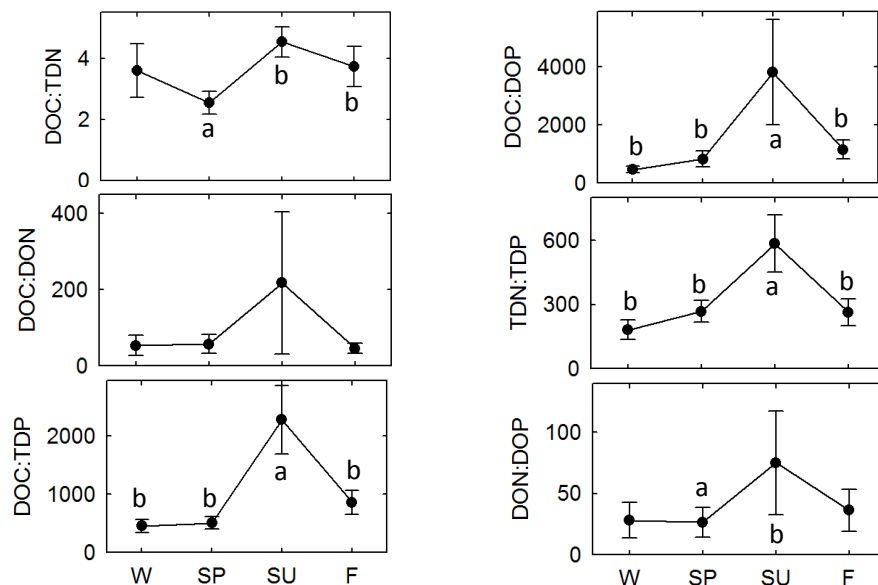 DOC:TDN
4
2
0
a
b
b
DOC:DON
400
200
0
DOC:TDP
2000
1000
0
b
b
a
b
W SP SU F
DOC:DOP
4000
2000
0
b
b
a
b
TDN:TDP
600
300
0
b
b
a
b
DON:DOP
100
50
0
a
b
W SP SU F